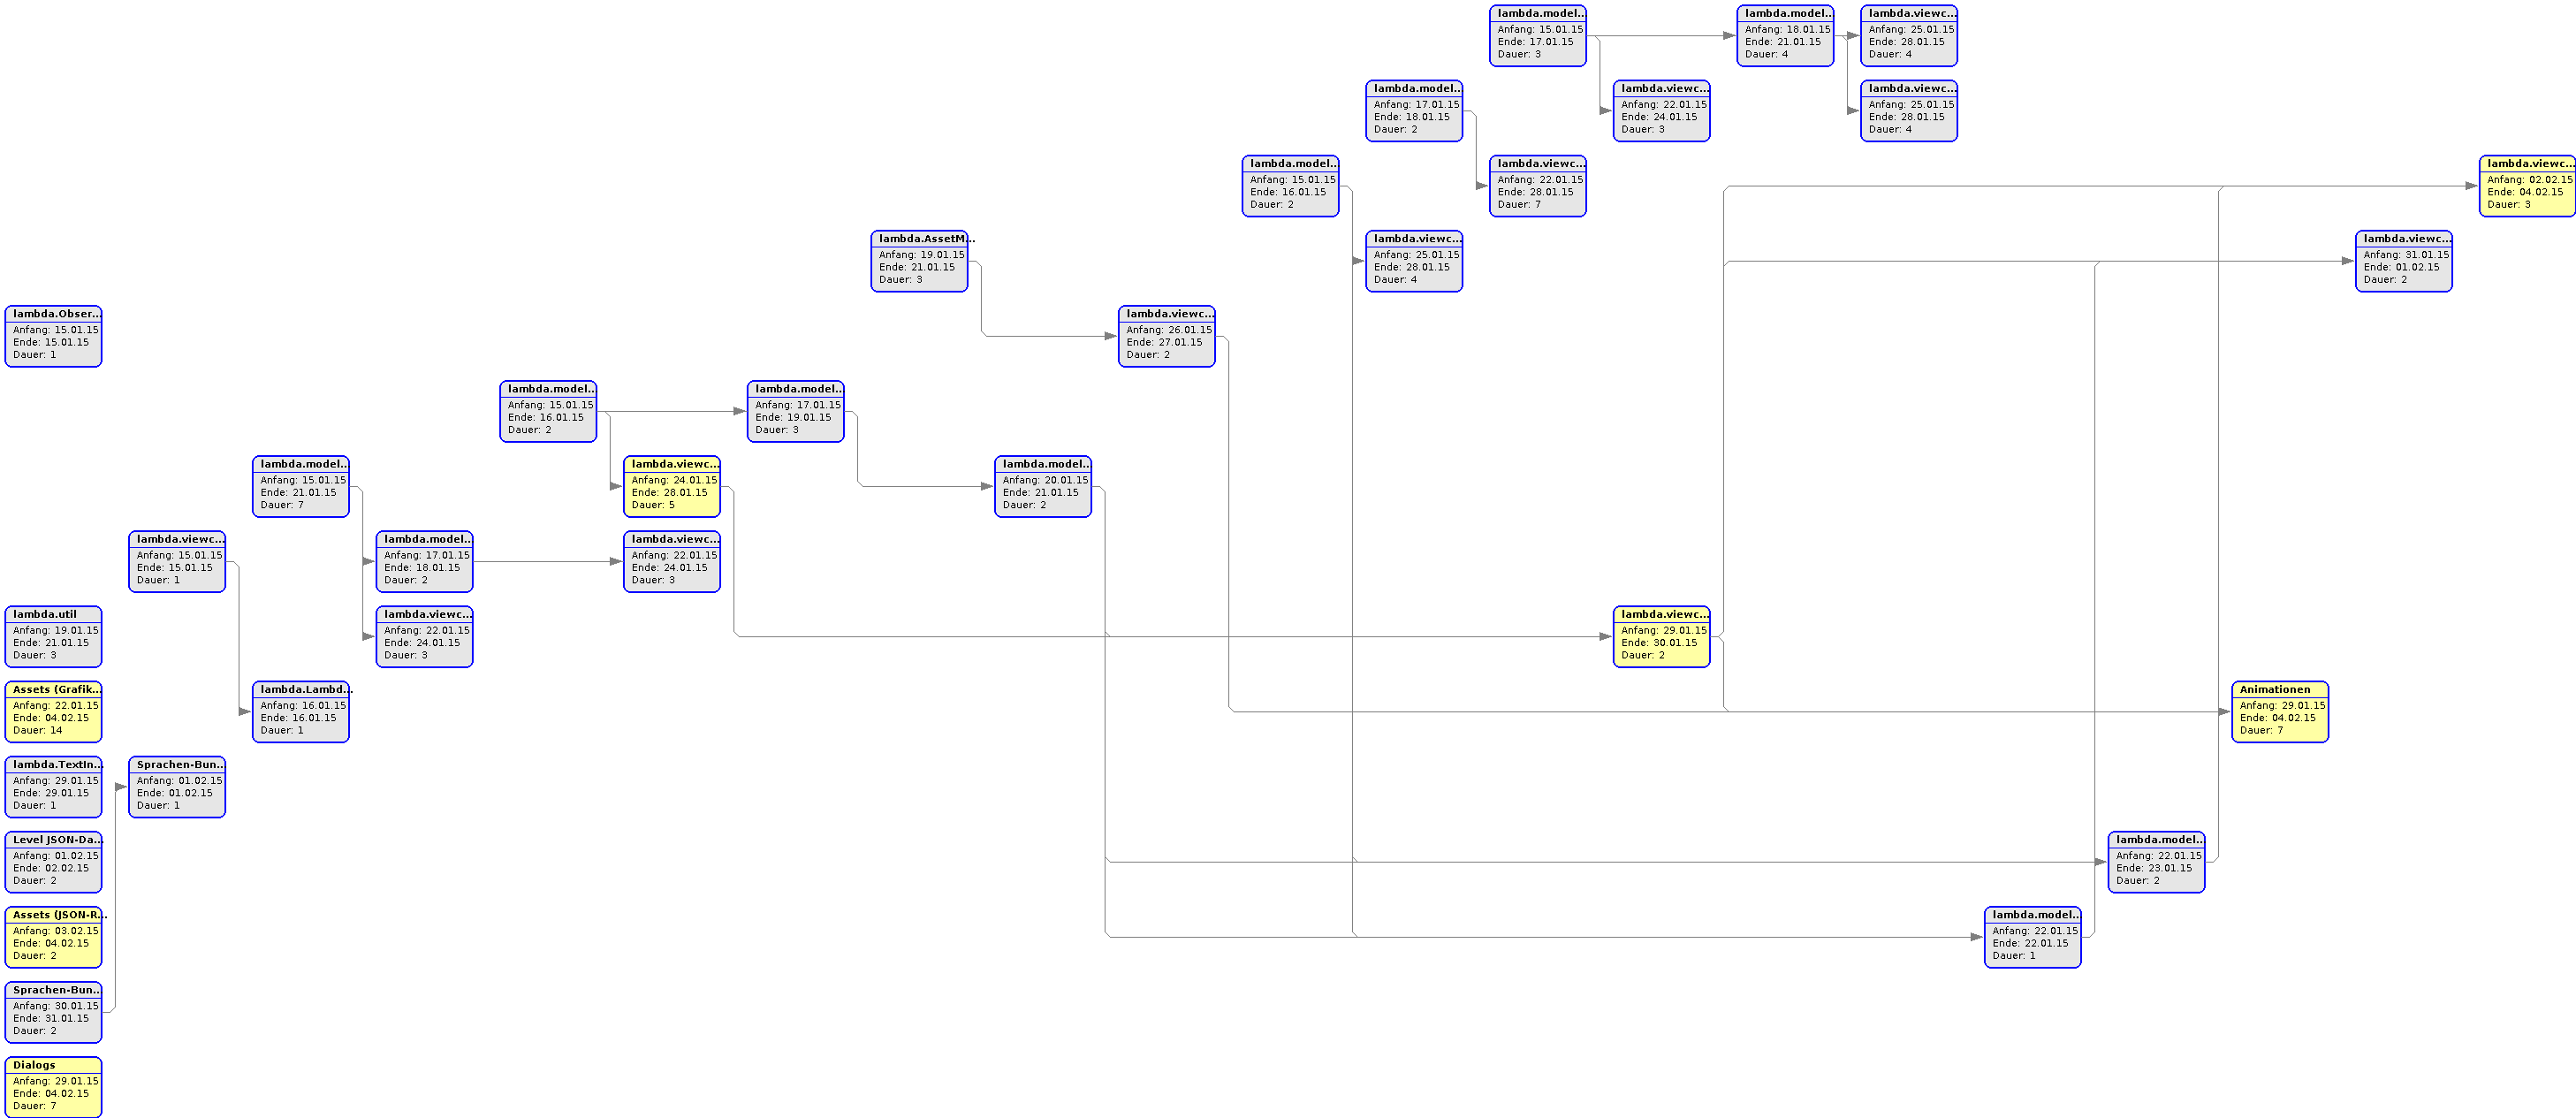 lambda.model...
Anfang: 15.01.15
Ende: 17.01.15
Dauer: 3
lambda.model...
Anfang: 18.01.15
Ende: 21.01.15
Dauer: 4
lambda.viewc...
Anfang: 25.01.15
Ende: 28.01.15
Dauer: 4
lambda.model...
Anfang: 17.01.15
Ende: 18.01.15
Dauer: 2
lambda.viewc...
Anfang: 22.01.15
Ende: 24.01.15
Dauer: 3
lambda.viewc...
Anfang: 25.01.15
Ende: 28.01.15
Dauer: 4
lambda.model...
Anfang: 15.01.15
Ende: 16.01.15
Dauer: 2
lambda.viewc...
Anfang: 22.01.15
Ende: 28.01.15
Dauer: 7
lambda.viewc...
Anfang: 02.02.15
Ende: 04.02.15
Dauer: 3
lambda.AssetM...
Anfang: 19.01.15
Ende: 21.01.15
Dauer: 3
lambda.viewc...
Anfang: 25.01.15
Ende: 28.01.15
Dauer: 4
lambda.viewc...
Anfang: 31.01.15
Ende: 01.02.15
Dauer: 2
lambda.Obser...
Anfang: 15.01.15
Ende: 15.01.15
Dauer: 1
lambda.viewc...
Anfang: 26.01.15
Ende: 27.01.15
Dauer: 2
lambda.model...
Anfang: 15.01.15
Ende: 16.01.15
Dauer: 2
lambda.model...
Anfang: 17.01.15
Ende: 19.01.15
Dauer: 3
lambda.model...
Anfang: 15.01.15
Ende: 21.01.15
Dauer: 7
lambda.viewc...
Anfang: 24.01.15
Ende: 28.01.15
Dauer: 5
lambda.model...
Anfang: 20.01.15
Ende: 21.01.15
Dauer: 2
lambda.viewc...
Anfang: 15.01.15
Ende: 15.01.15
Dauer: 1
lambda.model...
Anfang: 17.01.15
Ende: 18.01.15
Dauer: 2
lambda.viewc...
Anfang: 22.01.15
Ende: 24.01.15
Dauer: 3
lambda.util
Anfang: 19.01.15
Ende: 21.01.15
Dauer: 3
lambda.viewc...
Anfang: 22.01.15
Ende: 24.01.15
Dauer: 3
lambda.viewc...
Anfang: 29.01.15
Ende: 30.01.15
Dauer: 2
Assets (Grafik...
Anfang: 22.01.15
Ende: 04.02.15
Dauer: 14
lambda.Lambd...
Anfang: 16.01.15
Ende: 16.01.15
Dauer: 1
Animationen
Anfang: 29.01.15
Ende: 04.02.15
Dauer: 7
lambda.TextIn...
Anfang: 29.01.15
Ende: 29.01.15
Dauer: 1
Sprachen-Bun...
Anfang: 01.02.15
Ende: 01.02.15
Dauer: 1
Level JSON-Da...
Anfang: 01.02.15
Ende: 02.02.15
Dauer: 2
lambda.model...
Anfang: 22.01.15
Ende: 23.01.15
Dauer: 2
Assets (JSON-R...
Anfang: 03.02.15
Ende: 04.02.15
Dauer: 2
lambda.model...
Anfang: 22.01.15
Ende: 22.01.15
Dauer: 1
Sprachen-Bun...
Anfang: 30.01.15
Ende: 31.01.15
Dauer: 2
Dialogs
Anfang: 29.01.15
Ende: 04.02.15
Dauer: 7